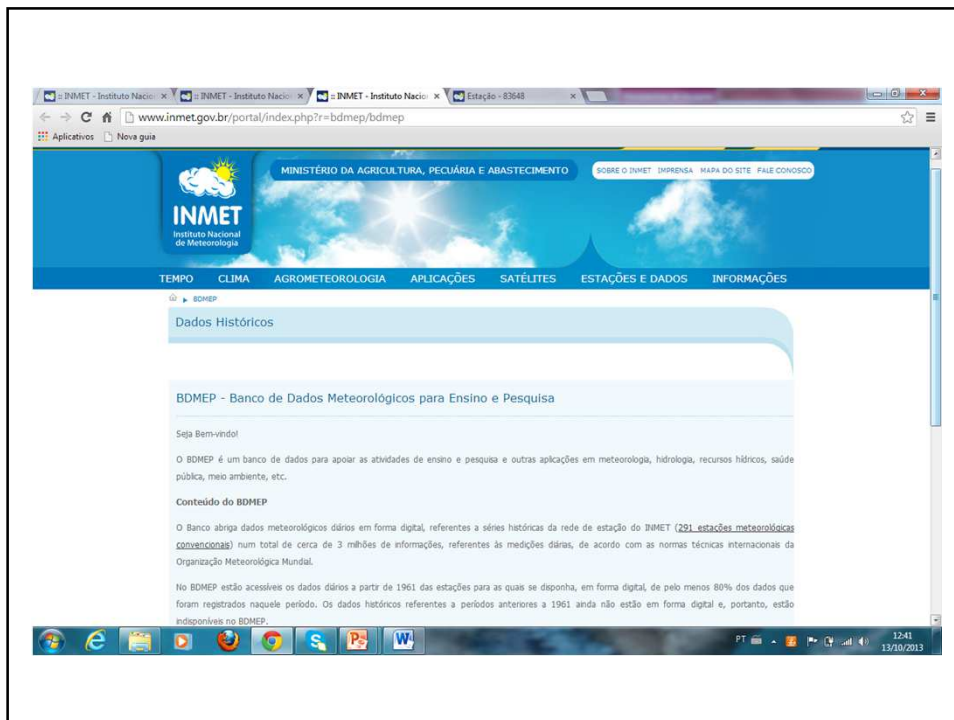 :: INMET - Instituto Nacio
:: INMET - Instituto Nacio
:: INMET - Instituto Nacio
Estação - 83648
www.inmet.gov.br/portal/index.php?r=bdmep/bdmep
Aplicativos
Nova guia
INMET
Instituto Nacional
de Meteorologia
MINISTÉRIO DA AGRICULTURA, PECUÁRIA E ABASTECIMENTO
SOBRE O INMET IMPRENSA MAPA DO SITE FALE CONOSCO
TEMPO CLIMA AGROMETEOROLOGIA APLICAÇÕES SATÉLITES ESTAÇÕES E DADOS INFORMAÇÕES
BDMEP
Dados Históricos
BDMEP - Banco de Dados Meteorológicos para Ensino e Pesquisa
Seja Bem-vindo!
O BDMEP é um banco de dados para apoiar as atividades de ensino e pesquisa e outras aplicações em meteorologia, hidrologia, recursos hídricos, saúde
pública, meio ambiente, etc.
Conteúdo do BDMEP
O Banco abriga dados meteorológicos diários em forma digital, referentes a séries históricas da rede de estação do INMET (291 estações meteorológicas
convencionais) num total de cerca de 3 milhões de informações, referentes às medições diárias, de acordo com as normas técnicas internacionais da
Organização Meteorológica Mundial.
No BDMEP estão acessíveis os dados diários a partir de 1961 das estações para as quais se disponha, em forma digital, de pelo menos 80% dos dados que
foram registrados naquele período. Os dados históricos referentes a períodos anteriores a 1961 ainda não estão em forma digital e, portanto, estão
indisponíveis no BDMEP.
PT
12:41
13/10/2013